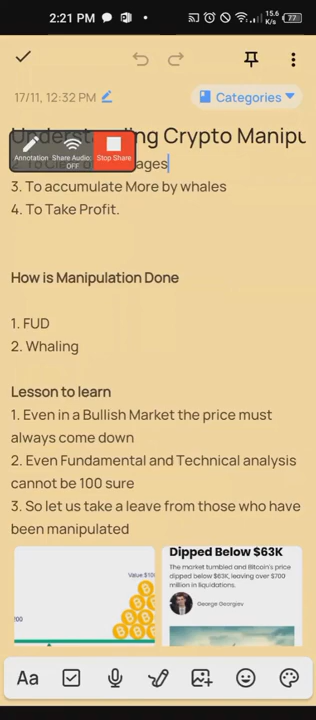 2:21 PM
15.6
K/s
77
17/11, 12:32 PM
Categories
Crypto Manipu
Annotation
Share Audio:
OFF
Stop Share
ages
3. To accumulate More by whales
4. To Take Profit.
How is Manipulation Done
1. FUD
2. Whaling
Lesson to learn
1. Even in a Bullish Market the price must
always come down
2. Even Fundamental and Technical analysis
cannot be 100 sure
3. So let us take a leave from those who have
been manipulated
Value $10
Dipped Below $63K
The market tumbled and Bitcoin's price
dipped below $63K, leaving over $700
million in liquidations.
George Georgiev
Aa